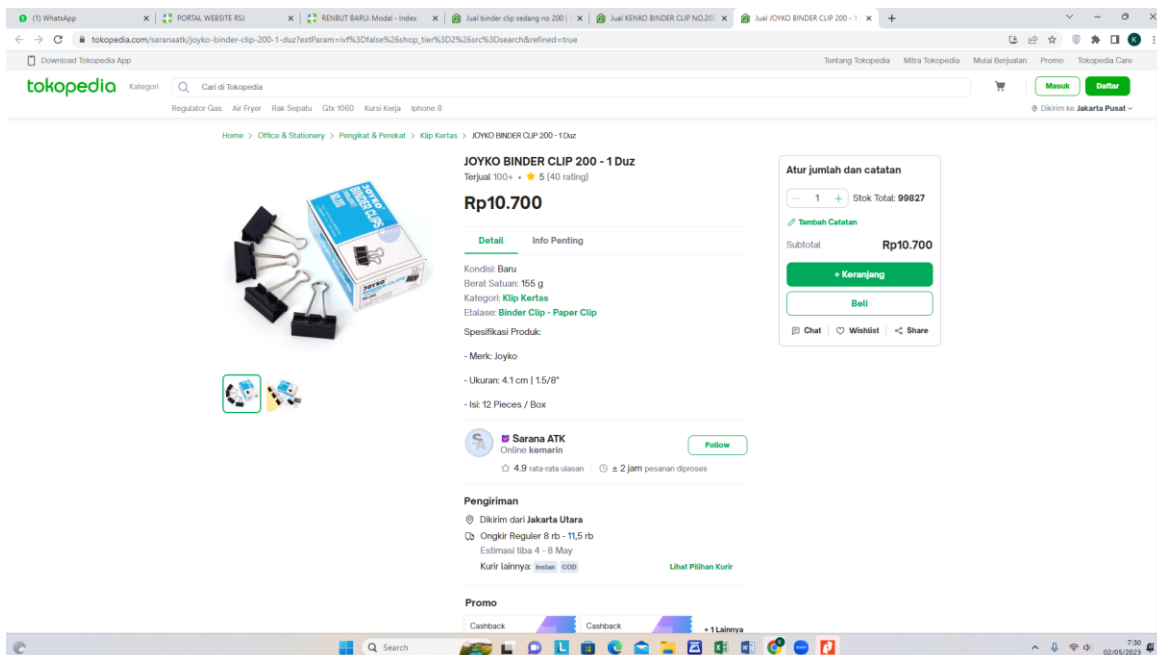 (1) WhatsApp
PORTAL WEBSITE RSJ
RENBUT BARU: Modal - Index
Jual binder clip sedang no 200 |
Jual KENKO BINDER CLIP NO.200
Jual JOYKO BINDER CLIP 200 - 1
tokopedia.com/saranaatk/joyko-binder-clip-200-1-duz?extParam=ivf%3Dfalse%26shop_tier%3D2%26src%3Dsearch&refined=true
K
Download Tokopedia App
Tentang Tokopedia
Mitra Tokopedia
Mulai Berjualan
Promo
Tokopedia Care
tokopedia
Kategori
Cari di Tokopedia
Masuk
Daftar
Regulator Gas
Air Fryer
Rak Sepatu
Gtx 1060
Kursi Kerja
Iphone 8
Dikirim ke Jakarta Pusat
Home > Office & Stationery > Pengikat & Perekat > Klip Kertas > JOYKO BINDER CLIP 200 - 1 Duz
JOYKO
BINDER CLIPS
JOYKO BINDER CLIP 200 - 1 Duz
Terjual 100+ • 5 (40 rating)
Rp10.700
Detail
Info Penting
Kondisi: Baru
Berat Satuan: 155 g
Kategori: Klip Kertas
Etalase: Binder Clip - Paper Clip
Spesifikasi Produk:
- Merk: Joyko
- Ukuran: 4.1 cm | 1.5/8"
- Isi: 12 Pieces / Box
SA
Sarana ATK
Online kemarin
Follow
4.9 rata-rata ulasan
± 2 jam pesanan diproses
Pengiriman
Dikirim dari Jakarta Utara
Ongkir Reguler 8 rb - 11,5 rb
Estimasi tiba 4 - 8 May
Kurir lainnya: Instan COD
Lihat Pilihan Kurir
Promo
Cashback
Cashback
+ 1 Lainnya
Atur jumlah dan catatan
1
Stok Total: 99827
Tambah Catatan
Subtotal
Rp10.700
+ Keranjang
Beli
Chat
Wishlist
Share
Search
7:30
02/05/2023